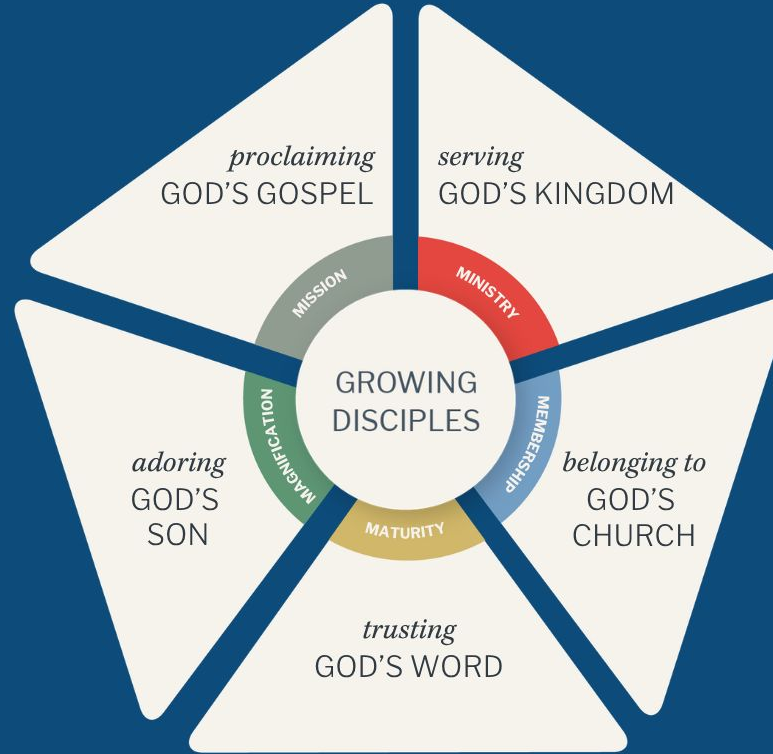 proclaiming
GOD'S GOSPEL
serving
GOD'S KINGDOM
MISSION
MINISTRY
GROWING
DISCIPLES
MAGNIFICATION
MEMBERSHIP
adoring
GOD'S
SON
belonging to
GOD'S
CHURCH
MATURITY
trusting
GOD'S WORD